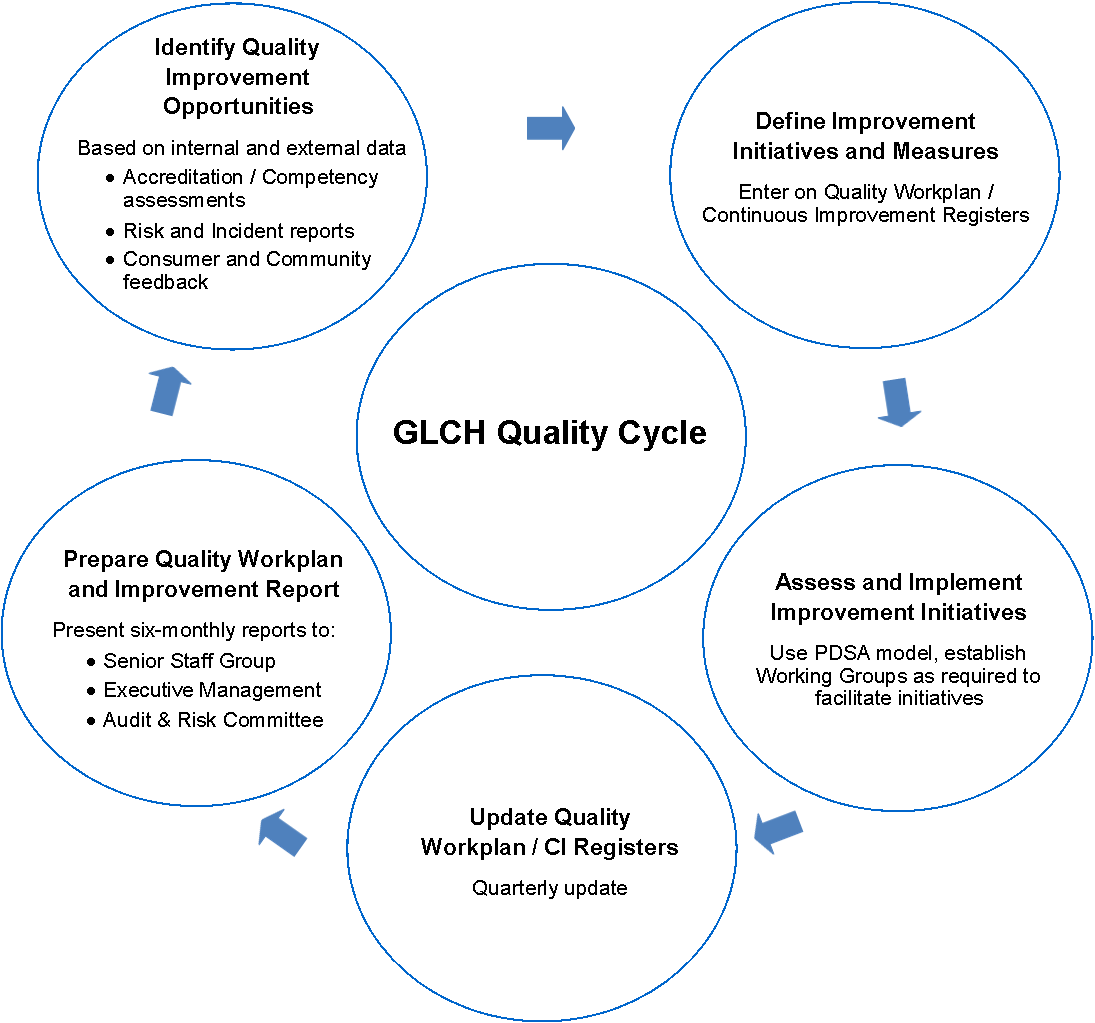 Identify Quality
Improvement
Opportunities
Based on internal and external data
• Accreditation / Competency
assessments
• Risk and Incident reports
• Consumer and Community
feedback
Define Improvement
Initiatives and Measures
Enter on Quality Workplan /
Continuous Improvement Registers
GLCH Quality Cycle
Assess and Implement
Improvement Initiatives
Use PDSA model, establish
Working Groups as required to
facilitate initiatives
Update Quality
Workplan / CI Registers
Quarterly update
Prepare Quality Workplan
and Improvement Report
Present six-monthly reports to:
• Senior Staff Group
• Executive Management
• Audit & Risk Committee